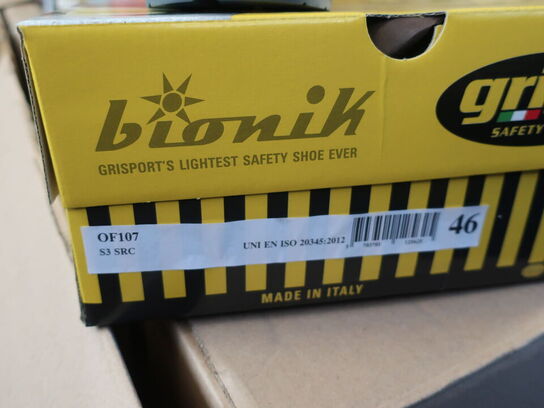 bionik
GRISPORT'S LIGHTEST SAFETY SHOE EVER
gri
SAFETY
OF107
S3 SRC
UNI EN ISO 20345:2012
46
MADE IN ITALY